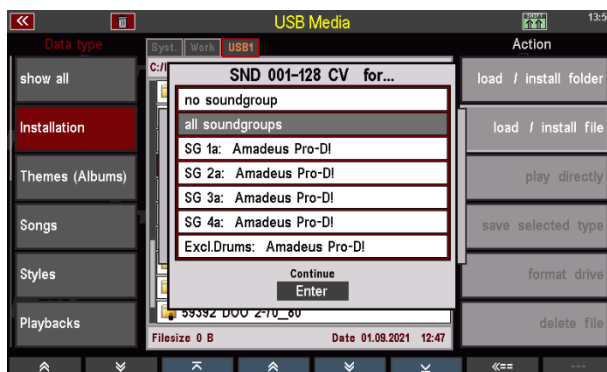 USB Media
13:5
Data type
Syst.
Work
USB1
Action
C:/I
SND 001-128 CV for...
no soundgroup
all soundgroups
SG 1a: Amadeus Pro-D!
SG 2a: Amadeus Pro-D!
SG 3a: Amadeus Pro-D!
SG 4a: Amadeus Pro-D!
Excl.Drums: Amadeus Pro-D!
Continue
Enter
59392 DUO 2-70_80
Filesize 0 B
Date 01.09.2021 12:47
show all
Installation
Themes (Albums)
Songs
Styles
Playbacks
load / install folder
load / install file
play directly
save selected type
format drive
delete file
«==
---